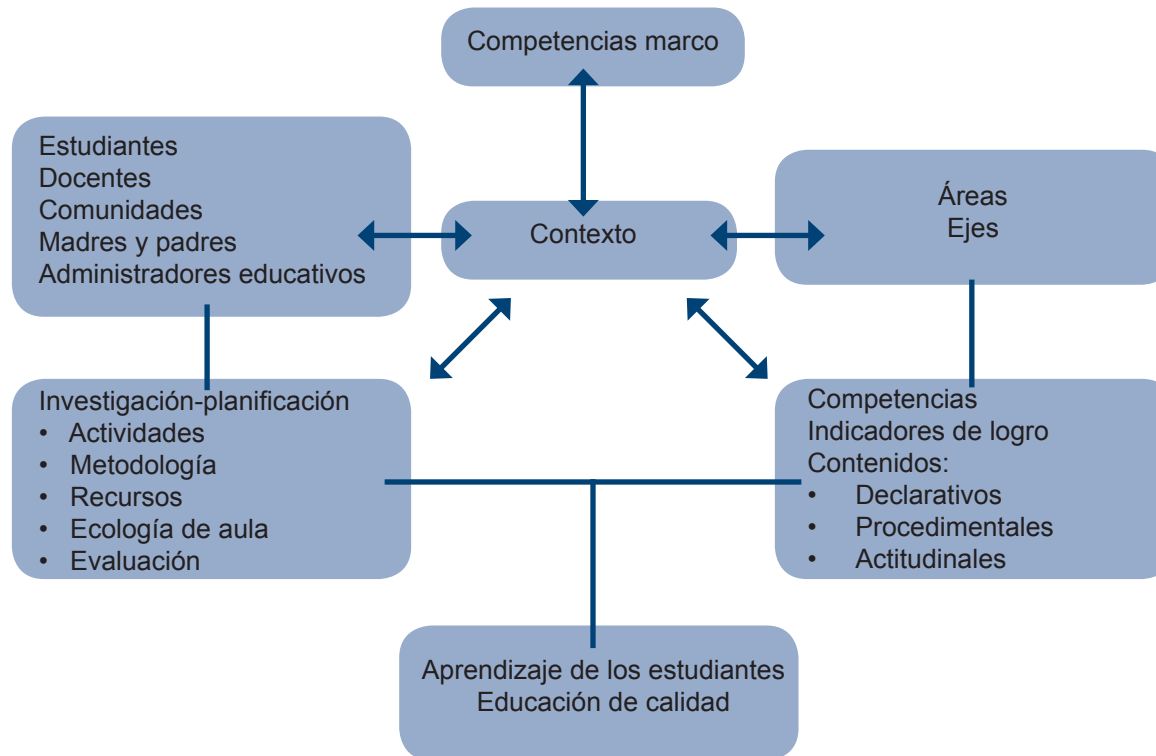 Competencias marco
Estudiantes
Docentes
Comunidades
Madres y padres
Administradores educativos
Contexto
Áreas
Ejes
Investigación-planificación
• Actividades
• Metodología
• Recursos
• Ecología de aula
• Evaluación
Competencias
Indicadores de logro
Contenidos:
• Declarativos
• Procedimentales
• Actitudinales
Aprendizaje de los estudiantes
Educación de calidad